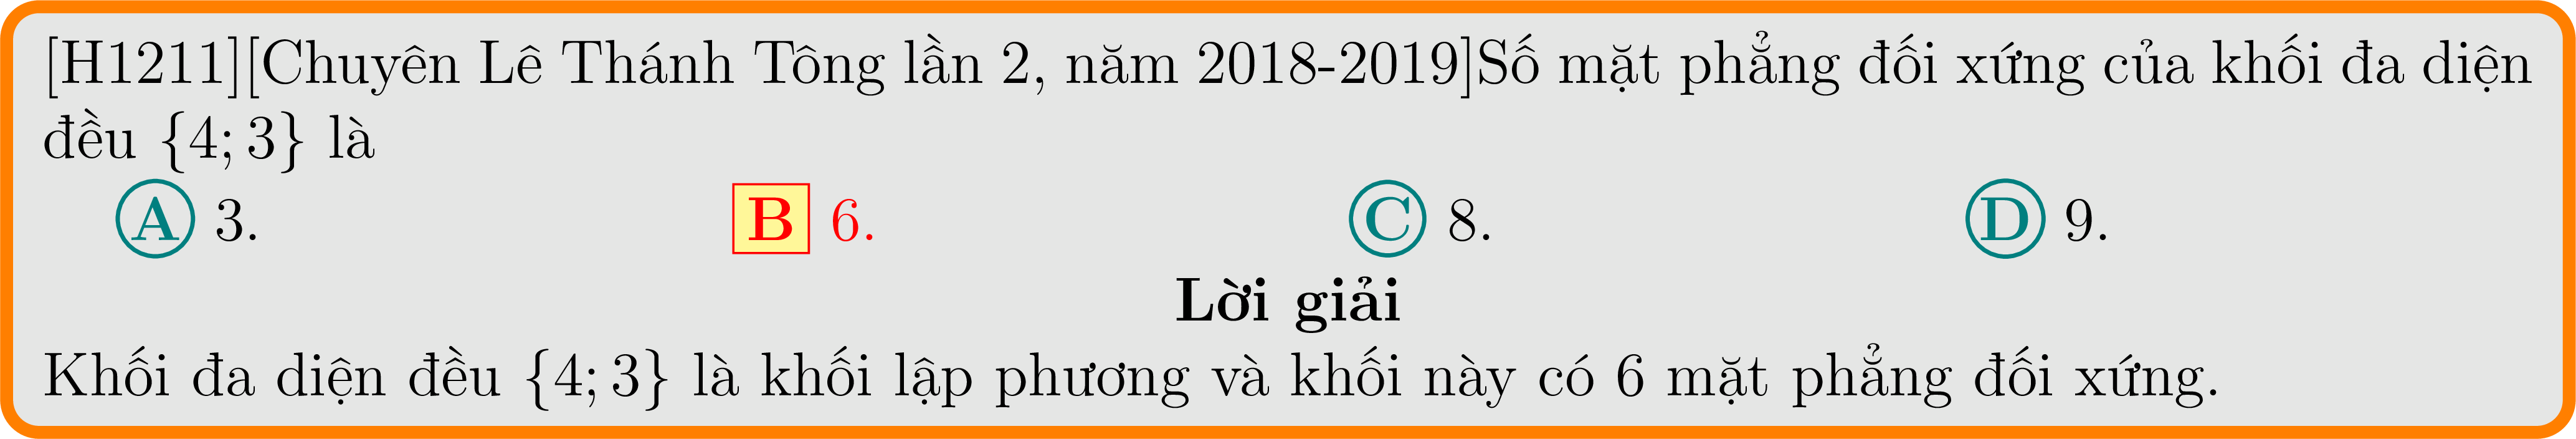 [H1211][Chuyên Lê Thánh Tông lần 2, năm 2018-2019]Số mặt phẳng đối xứng của khối đa diện
đều {4; 3} là
A 3. B 6. C 8. D 9.
Lời giải
Khối đa diện đều {4; 3} là khối lập phương và khối này có 6 mặt phẳng đối xứng.